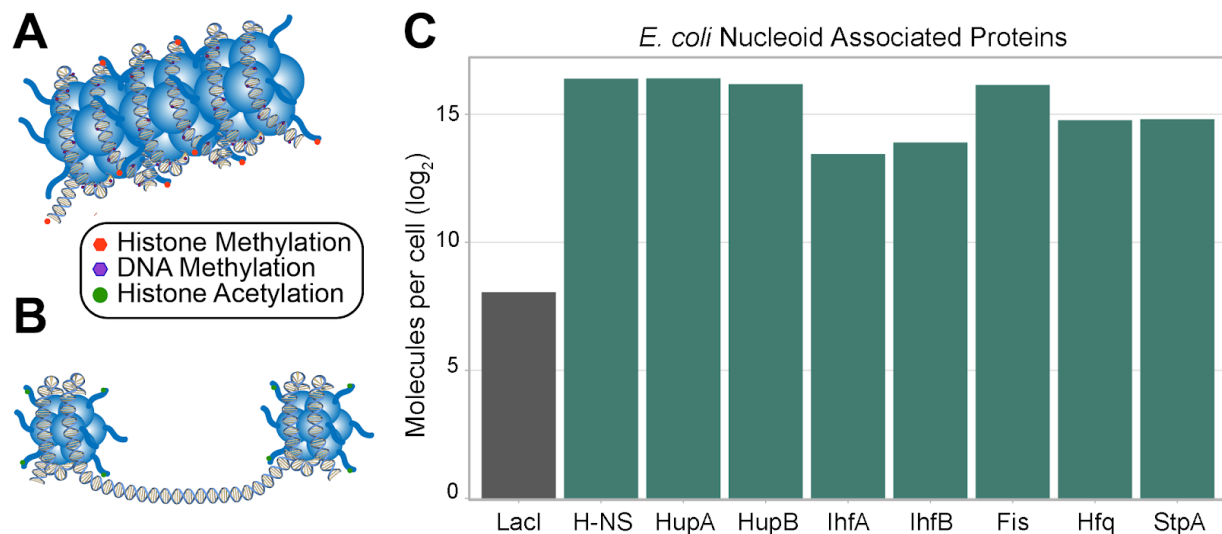 A
Histone Methylation
DNA Methylation
Histone Acetylation
B
C
E. coli Nucleoid Associated Proteins
Molecules per cell (log2)
15
10
5
0
LacI H-NS HupA HupB IhfA IhfB Fis Hfq StpA